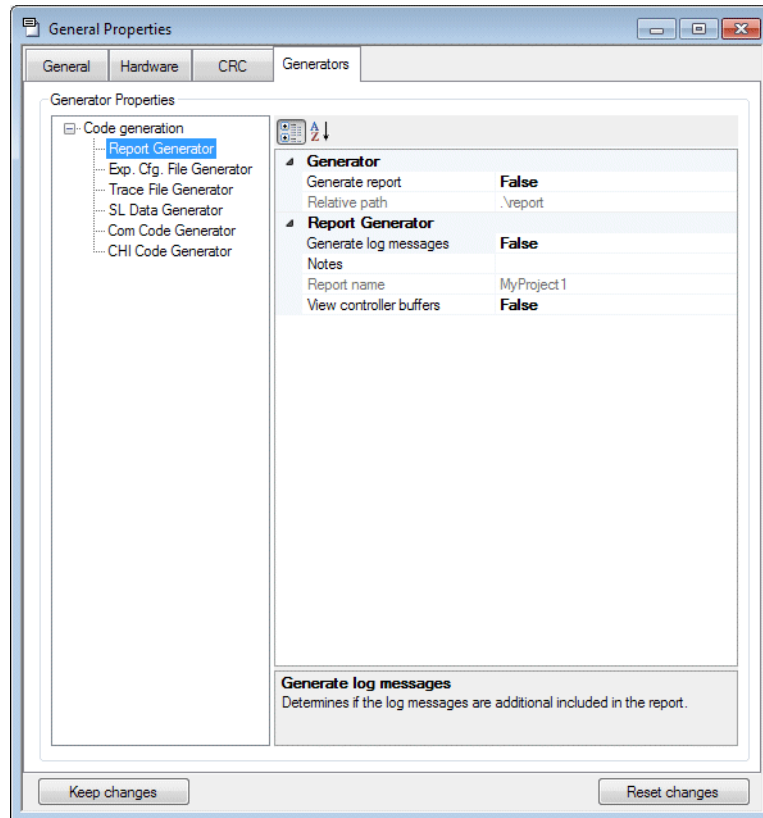 General Properties
General Hardware CRC Generators
Generator Properties
Code generation
Report Generator
Exp. Cfg. File Generator
Trace File Generator
SL Data Generator
Com Code Generator
CHI Code Generator
Generator
Generate report False
Relative path .\report
Report Generator
Generate log messages False
Notes
Report name MyProject1
View controller buffers False
Generate log messages
Determines if the log messages are additional included in the report.
Keep changes Reset changes